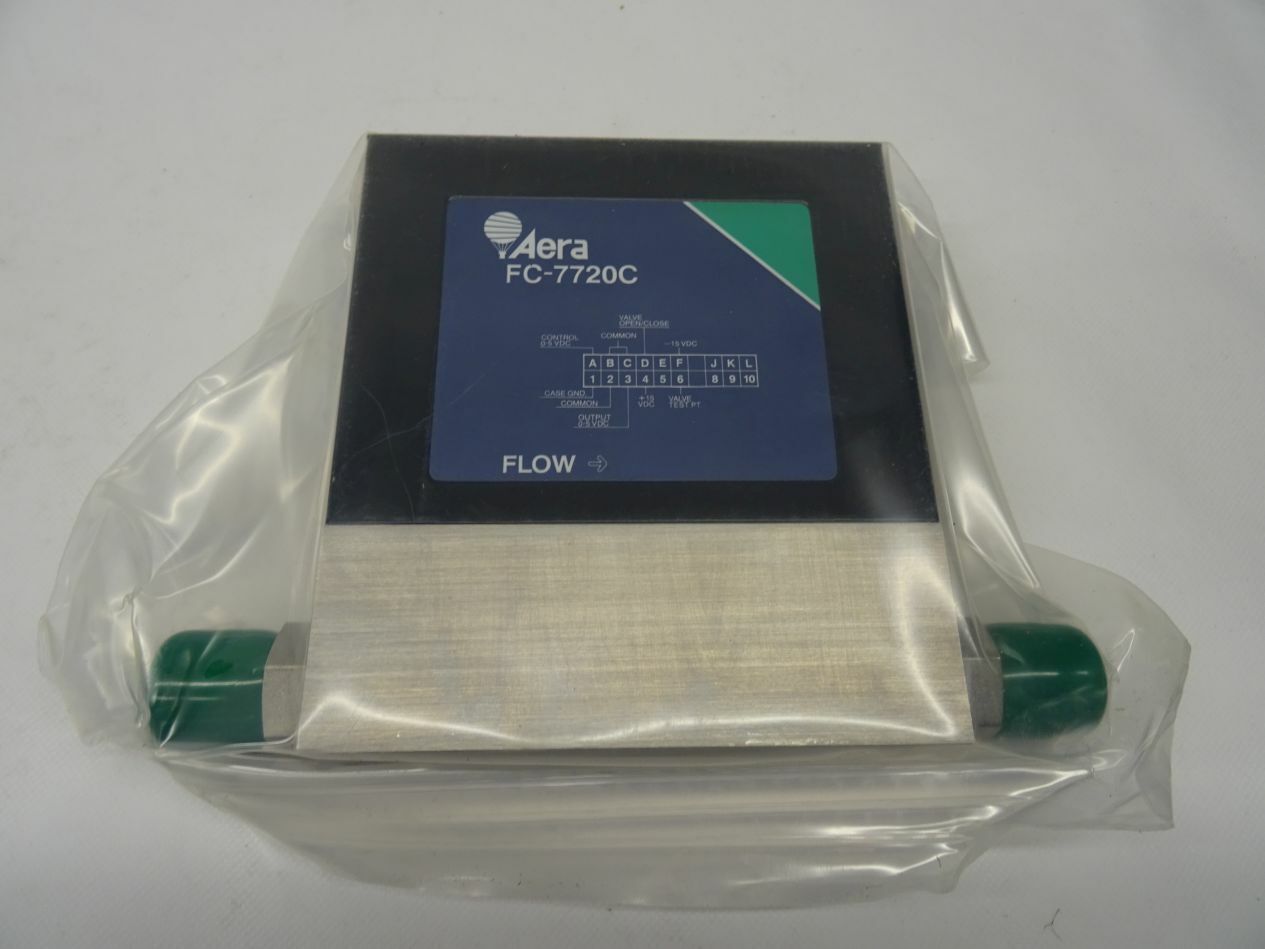 Aera
FC-7720C
VALVE
OPEN/CLOSE
CONTROL
0-5 VDC
COMMON
−15 VDC
A B C D E F J K L
1 2 3 4 5 6 8 9 10
CASE GND
COMMON
+15
VDC
VALVE
TEST PT.
OUTPUT
0-5 VDC
FLOW